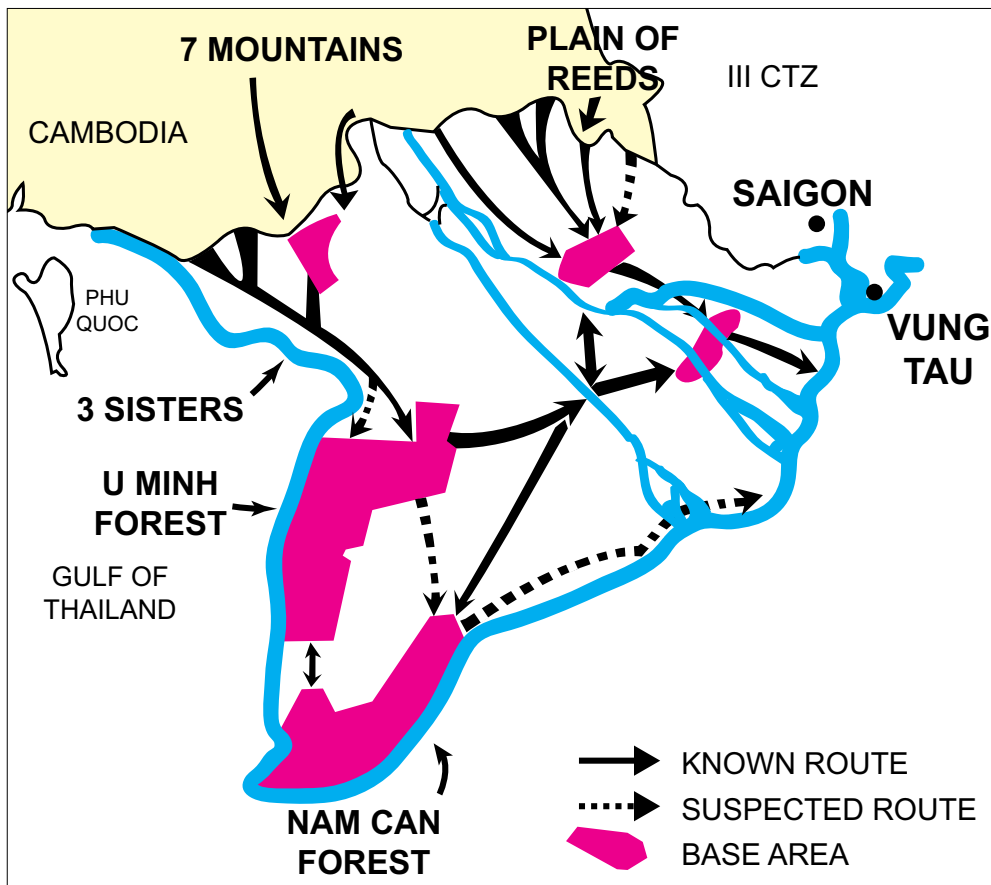 7 MOUNTAINS
PLAIN OF
REEDS
III CTZ
CAMBODIA
SAIGON
PHU
QUOC
VUNG
TAU
3 SISTERS
U MINH
FOREST
GULF OF
THAILAND
KNOWN ROUTE
SUSPECTED ROUTE
BASE AREA
NAM CAN
FOREST